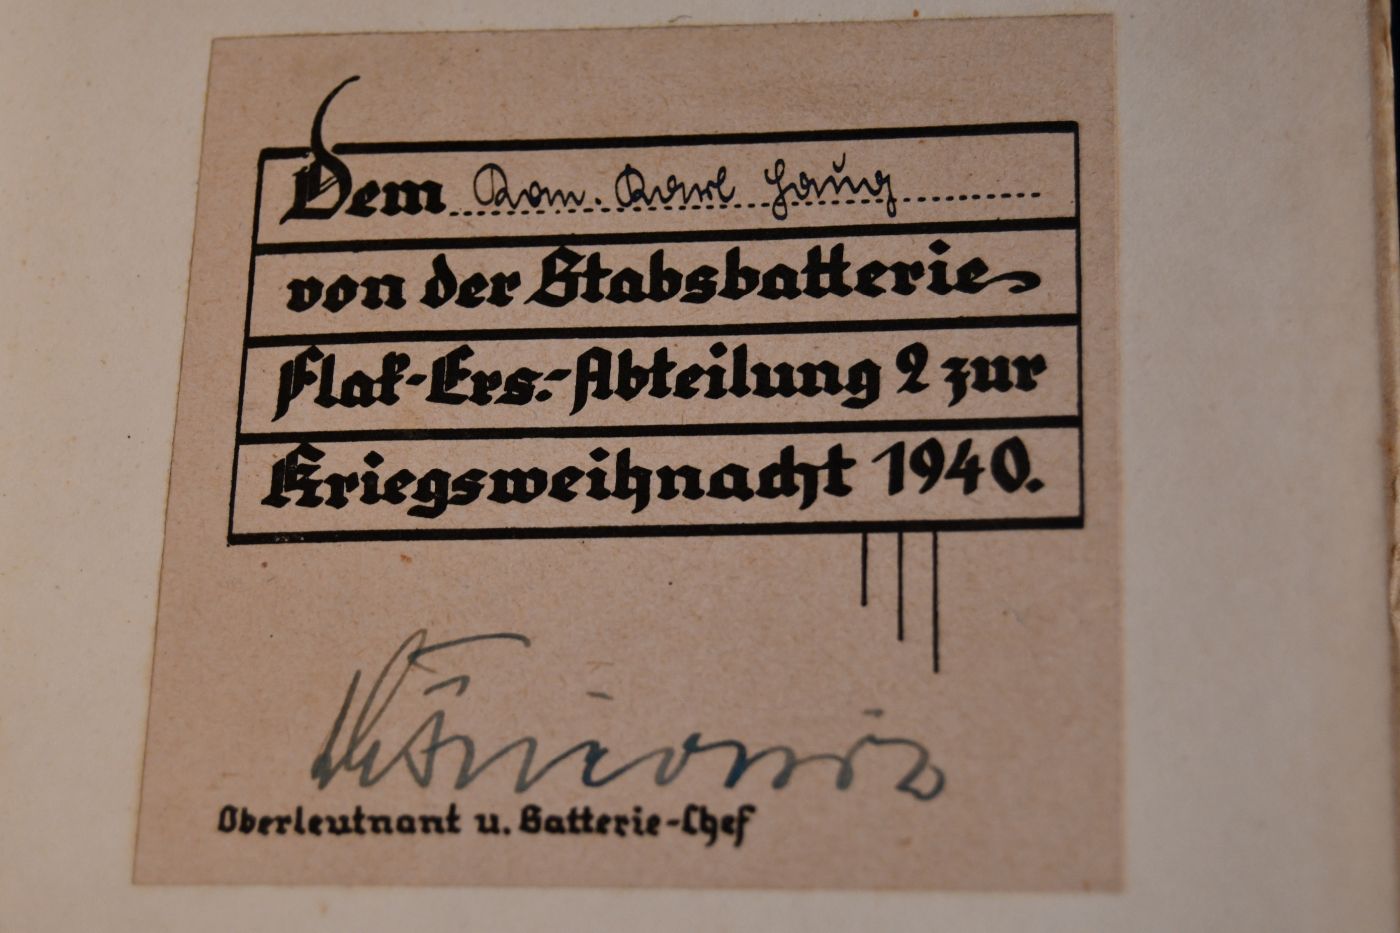 Dem Kan. Karl Haug
von der Stabsbatterie
Flak-Ers.-Abteilung 2 zur
Kriegsweihnacht 1940.
Oberleutnant u. Batterie-Chef